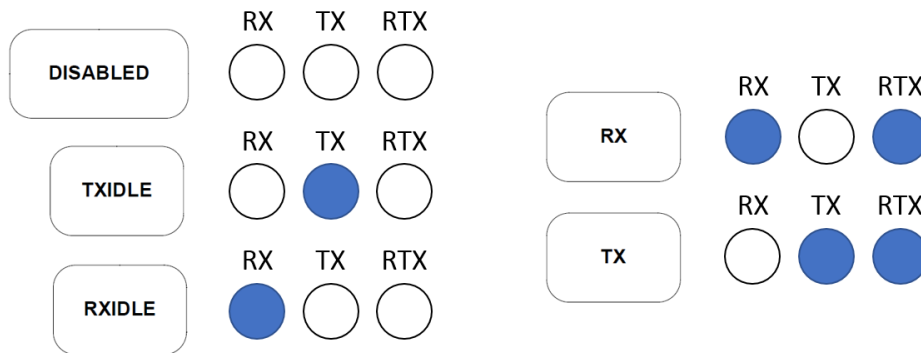 RX TX RTX
DISABLED
RX TX RTX
TXIDLE
RX TX RTX
RXIDLE
RX TX RTX
RX
RX TX RTX
TX